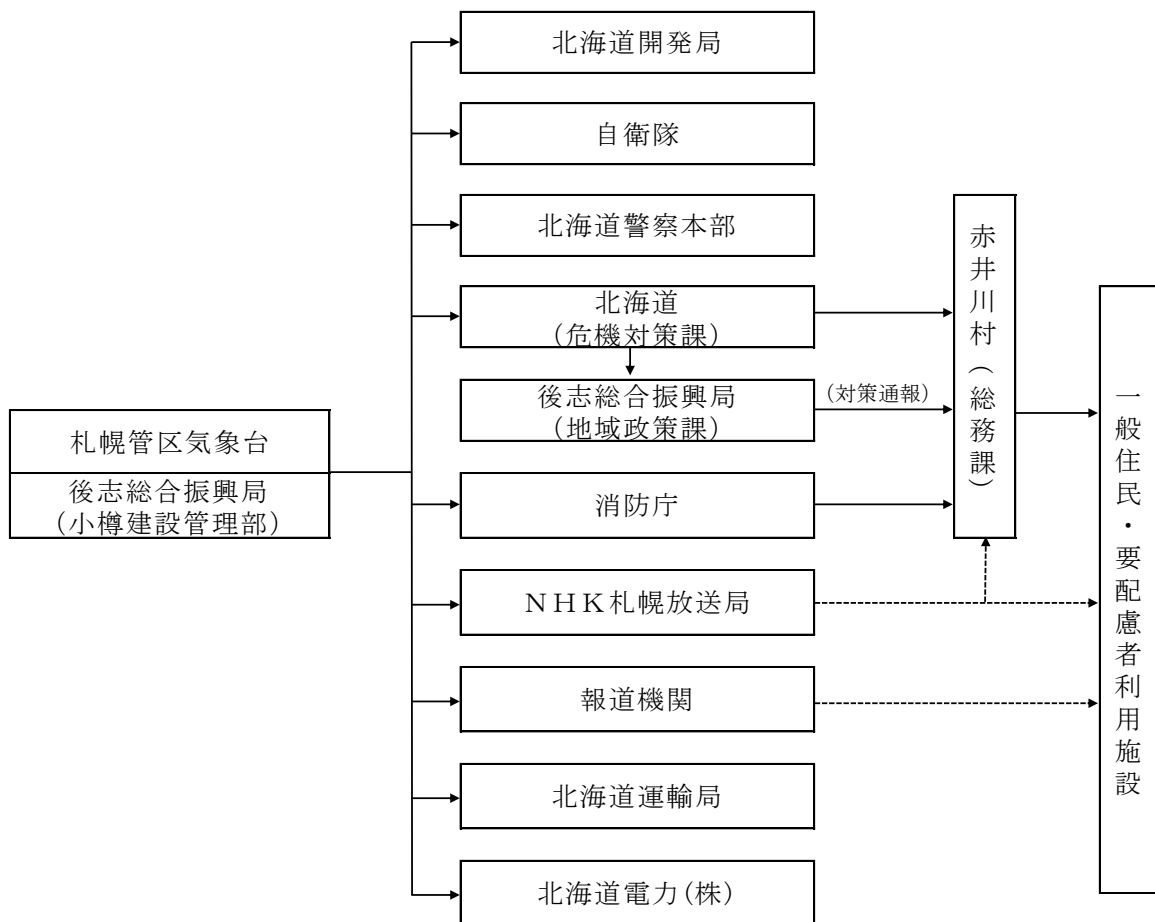 北海道開発局
自衛隊
北海道警察本部
北海道
(危機対策課)
後志総合振興局
(地域政策課)
(対策通報)
札幌管区気象台
後志総合振興局
(小樽建設管理部)
消防庁
NHK札幌放送局
報道機関
北海道運輸局
北海道電力(株)
赤井川村(総務課)
一般住民・要配慮者利用施設